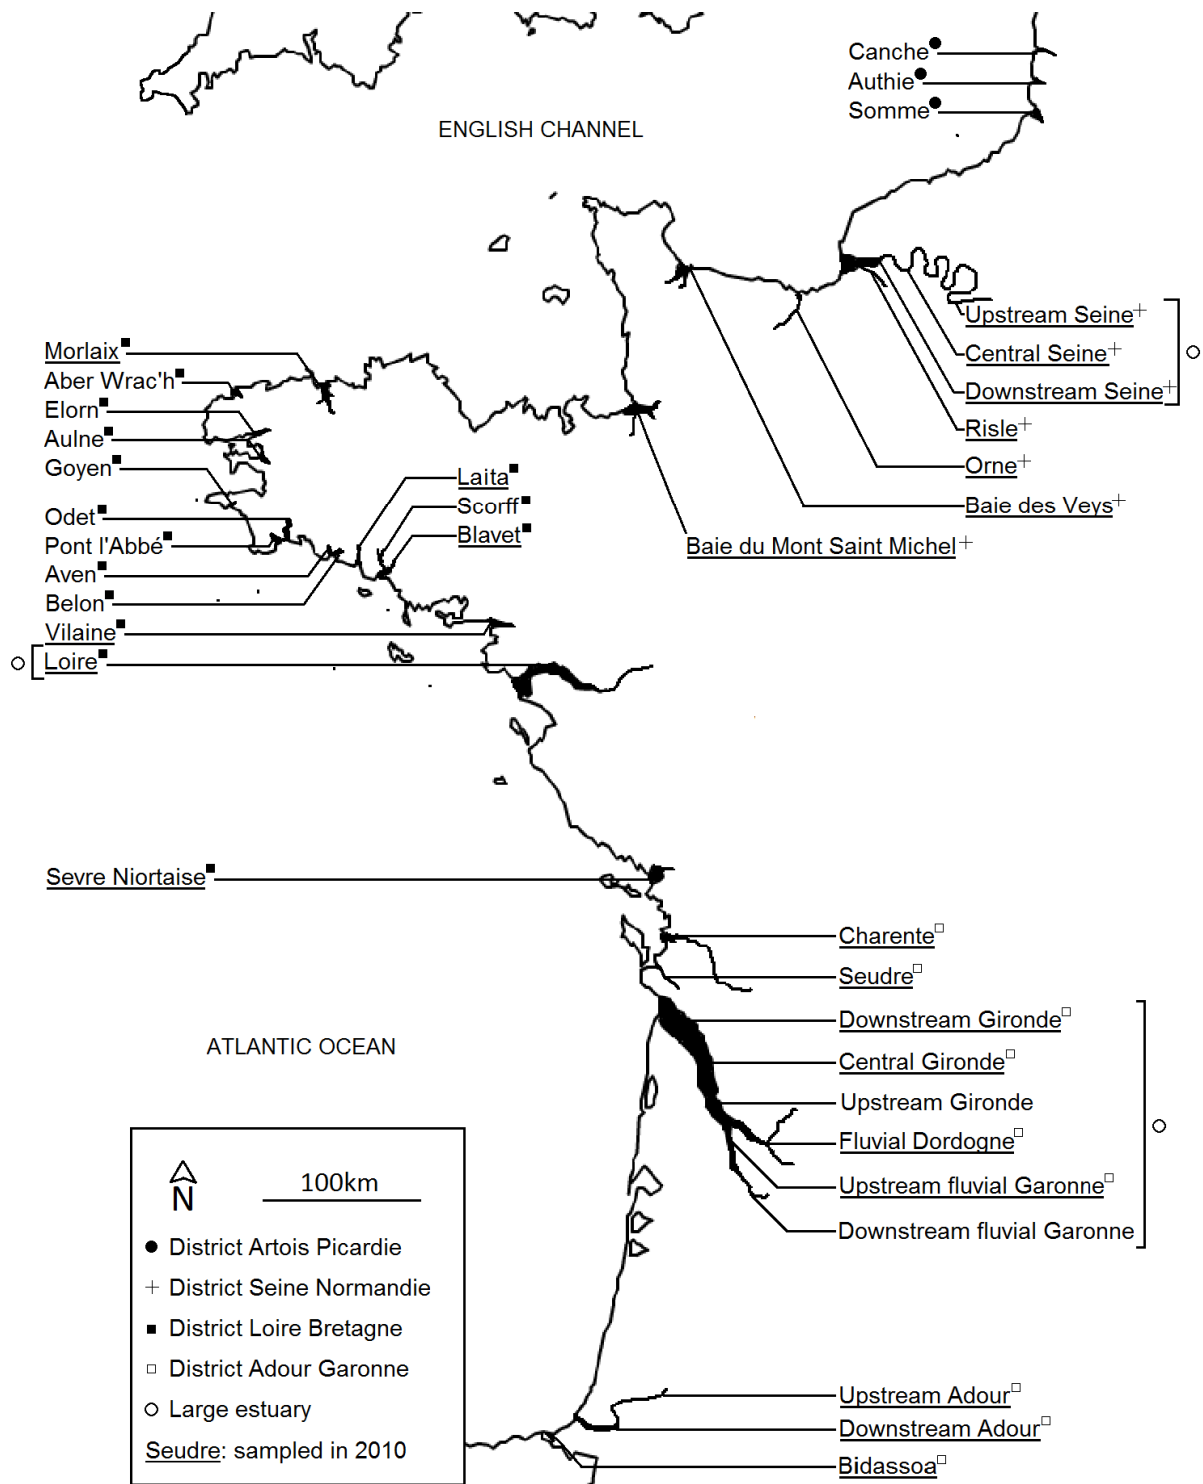 Canche
Authie
Somme
ENGLISH CHANNEL
Upstream Seine
Central Seine
Downstream Seine
Risle
Orne
Baie des Veys
Baie du Mont Saint Michel
Morlaix
Aber Wrac'h
Elorn
Aulne
Goyen
Odet
Pont l'Abbé
Aven
Belon
Vilaine
Loire
Laita
Scorff
Blavet
Sevre Niortaise
Charente
Seudre
Downstream Gironde
Central Gironde
Upstream Gironde
Fluvial Dordogne
Upstream fluvial Garonne
Downstream fluvial Garonne
ATLANTIC OCEAN
N
100km
District Artois Picardie
District Seine Normandie
District Loire Bretagne
District Adour Garonne
Large estuary
Seudre: sampled in 2010
Upstream Adour
Downstream Adour
Bidassoa